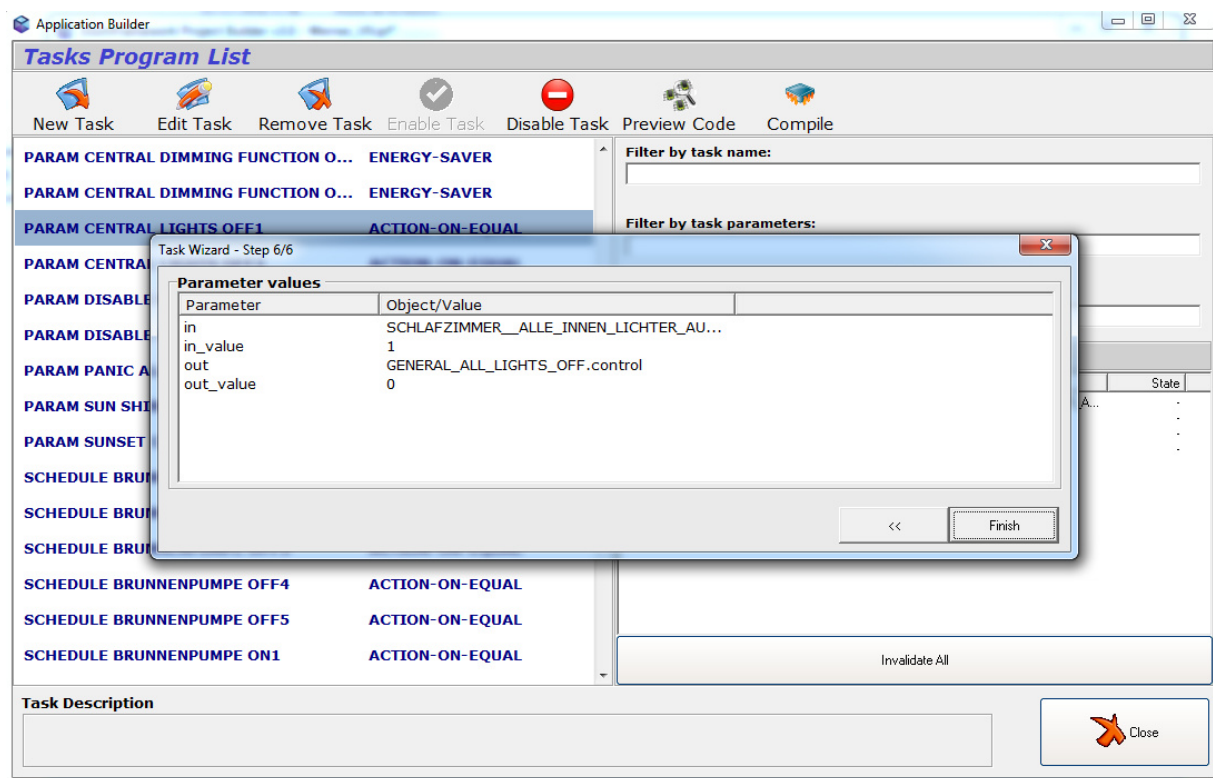 Application Builder
Tasks Program List
New Task Edit Task Remove Task Enable Task Disable Task Preview Code Compile
PARAM CENTRAL DIMMING FUNCTION O... ENERGY-SAVER
PARAM CENTRAL DIMMING FUNCTION O... ENERGY-SAVER
PARAM CENTRAL LIGHTS OFF1 ACTION-ON-EQUAL
PARAM CENTRA
PARAM DISABLE
PARAM DISABLE
PARAM PANIC A
PARAM SUN SHI
PARAM SUNSET
SCHEDULE BRUN
SCHEDULE BRUN
SCHEDULE BRUN
SCHEDULE BRUNNENPUMPE OFF4 ACTION-ON-EQUAL
SCHEDULE BRUNNENPUMPE OFF5 ACTION-ON-EQUAL
SCHEDULE BRUNNENPUMPE ON1 ACTION-ON-EQUAL
Filter by task name:
Filter by task parameters:
Task Wizard - Step 6/6
Parameter values
Parameter Object/Value
in SCHLAFZIMMER__ALLE_INNEN_LICHTER_AU...
in_value 1
out GENERAL_ALL_LIGHTS_OFF.control
out_value 0
<< Finish
State
A... -
-
-
-
Invalidate All
Task Description
Close